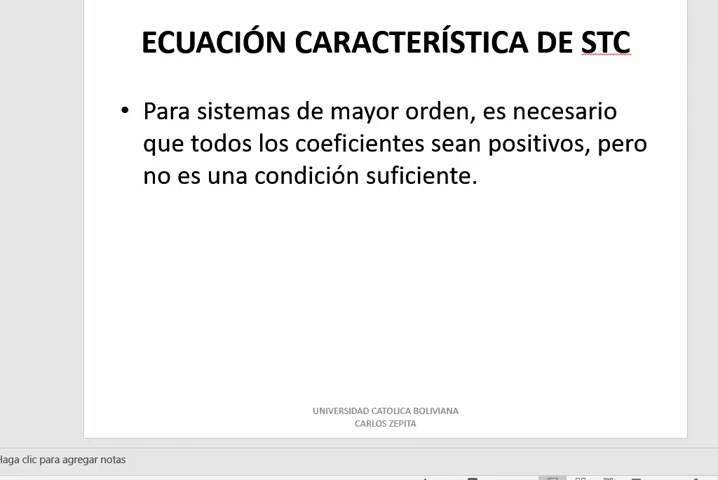 ECUACIÓN CARACTERÍSTICA DE STC
• Para sistemas de mayor orden, es necesario
que todos los coeficientes sean positivos, pero
no es una condición suficiente.
UNIVERSIDAD CATOLICA BOLIVIANA
CARLOS ZEPITA
Haga clic para agregar notas